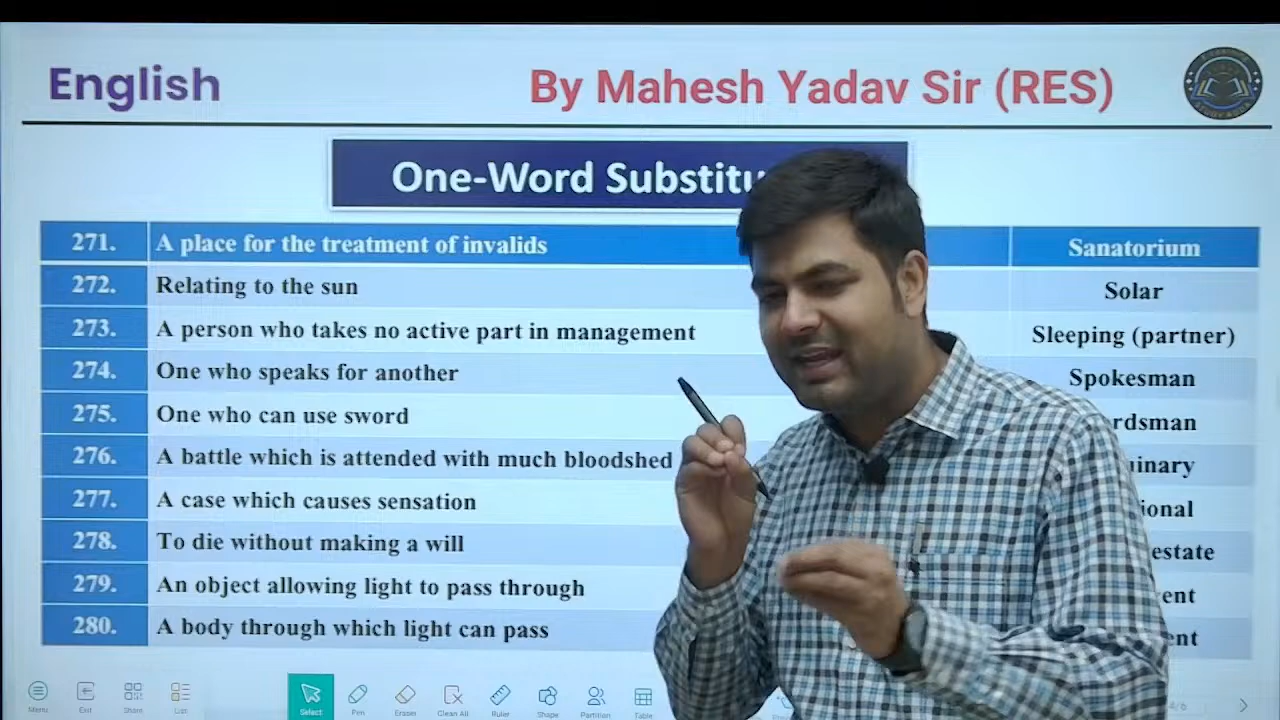 English
By Mahesh Yadav Sir (RES)
One-Word Substitu
271. A place for the treatment of invalids Sanatorium
272. Relating to the sun Solar
273. A person who takes no active part in management Sleeping (partner)
274. One who speaks for another Spokesman
275. One who can use sword rdsman
276. A battle which is attended with much bloodshed uinary
277. A case which causes sensation ional
278. To die without making a will estate
279. An object allowing light to pass through ent
280. A body through which light can pass ent
Menu Exit Share List Select Pen Eraser Clean All Ruler Shape Partition Table 4/6